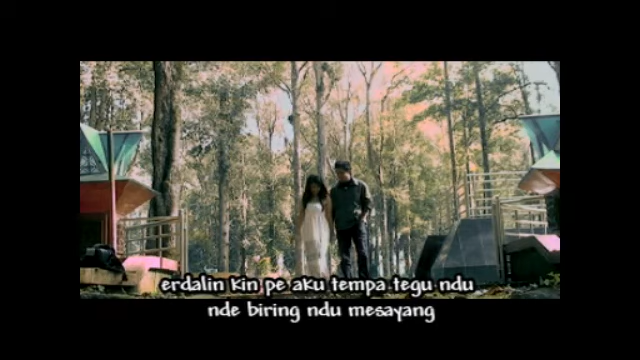 erdalin kin pe aku tempa tegu ndu
nde biring ndu mesayang